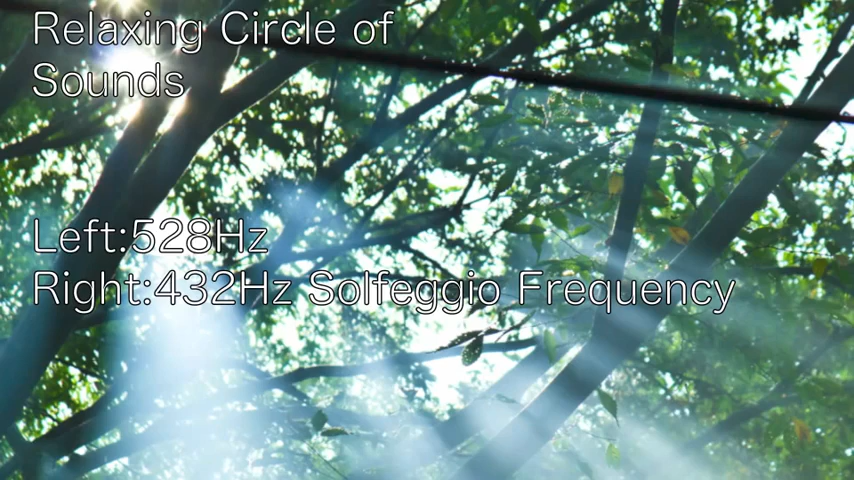 Relaxing Circle of
Sounds
Left:528Hz
Right:432Hz Solfeggio Frequency